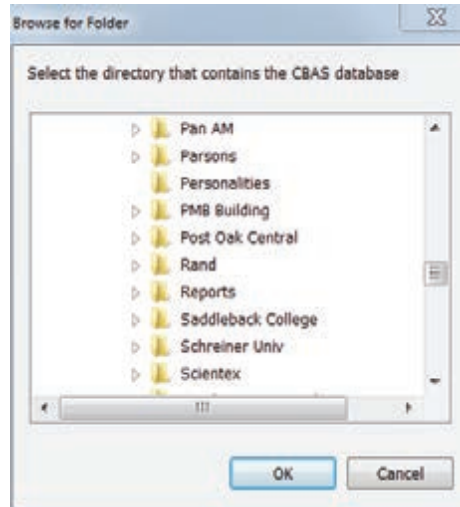 Browse for Folder
Select the directory that contains the CBAS database
Pan AM
Parsons
Personalities
PMB Building
Post Oak Central
Rand
Reports
Saddleback College
Schreiner Univ
Scientex
OK Cancel